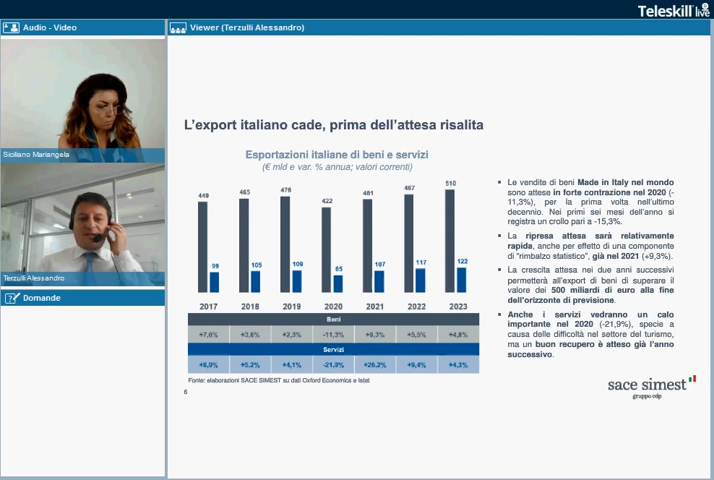 Teleskill live
Audio - Video
Viewer (Terzulli Alessandro)
Siciliano Mariangela
Terzulli Alessandro
Domande
L'export italiano cade, prima dell'attesa risalita
Esportazioni italiane di beni e servizi
(€ mld e var. % annua; valori correnti)
449 465 476 422 461 487 510
99 105 109 85 107 117 122
2017 2018 2019 2020 2021 2022 2023
Beni
+7,6% +3,6% +2,3% -11,3% +9,3% +5,5% +4,8%
Servizi
+8,9% +5,2% +4,1% -21,9% +26,2% +9,4% +4,3%
Fonte: elaborazioni SACE SIMEST su dati Oxford Economics e Istat
6
▪ Le vendite di beni Made in Italy nel mondo
sono attese in forte contrazione nel 2020 (-
11,3%), per la prima volta nell'ultimo
decennio. Nei primi sei mesi dell'anno si
registra un crollo pari a -15,3%.
▪ La ripresa attesa sarà relativamente
rapida, anche per effetto di una componente
di "rimbalzo statistico", già nel 2021 (+9,3%).
▪ La crescita attesa nei due anni successivi
permetterà all'export di beni di superare il
valore dei 500 miliardi di euro alla fine
dell'orizzonte di previsione.
▪ Anche i servizi vedranno un calo
importante nel 2020 (-21,9%), specie a
causa delle difficoltà nel settore del turismo,
ma un buon recupero è atteso già l'anno
successivo.
sace simest
gruppo cdp